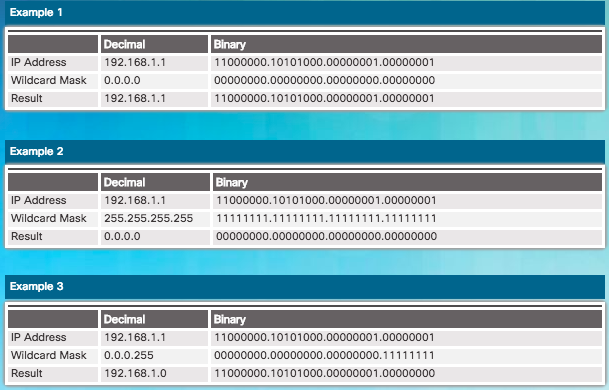 Example 1
Decimal Binary
IP Address 192.168.1.1 11000000.10101000.00000001.00000001
Wildcard Mask 0.0.0.0 00000000.00000000.00000000.00000000
Result 192.168.1.1 11000000.10101000.00000001.00000001
Example 2
Decimal Binary
IP Address 192.168.1.1 11000000.10101000.00000001.00000001
Wildcard Mask 255.255.255.255 11111111.11111111.11111111.11111111
Result 0.0.0.0 00000000.00000000.00000000.00000000
Example 3
Decimal Binary
IP Address 192.168.1.1 11000000.10101000.00000001.00000001
Wildcard Mask 0.0.0.255 00000000.00000000.00000000.11111111
Result 192.168.1.0 11000000.10101000.00000001.00000000